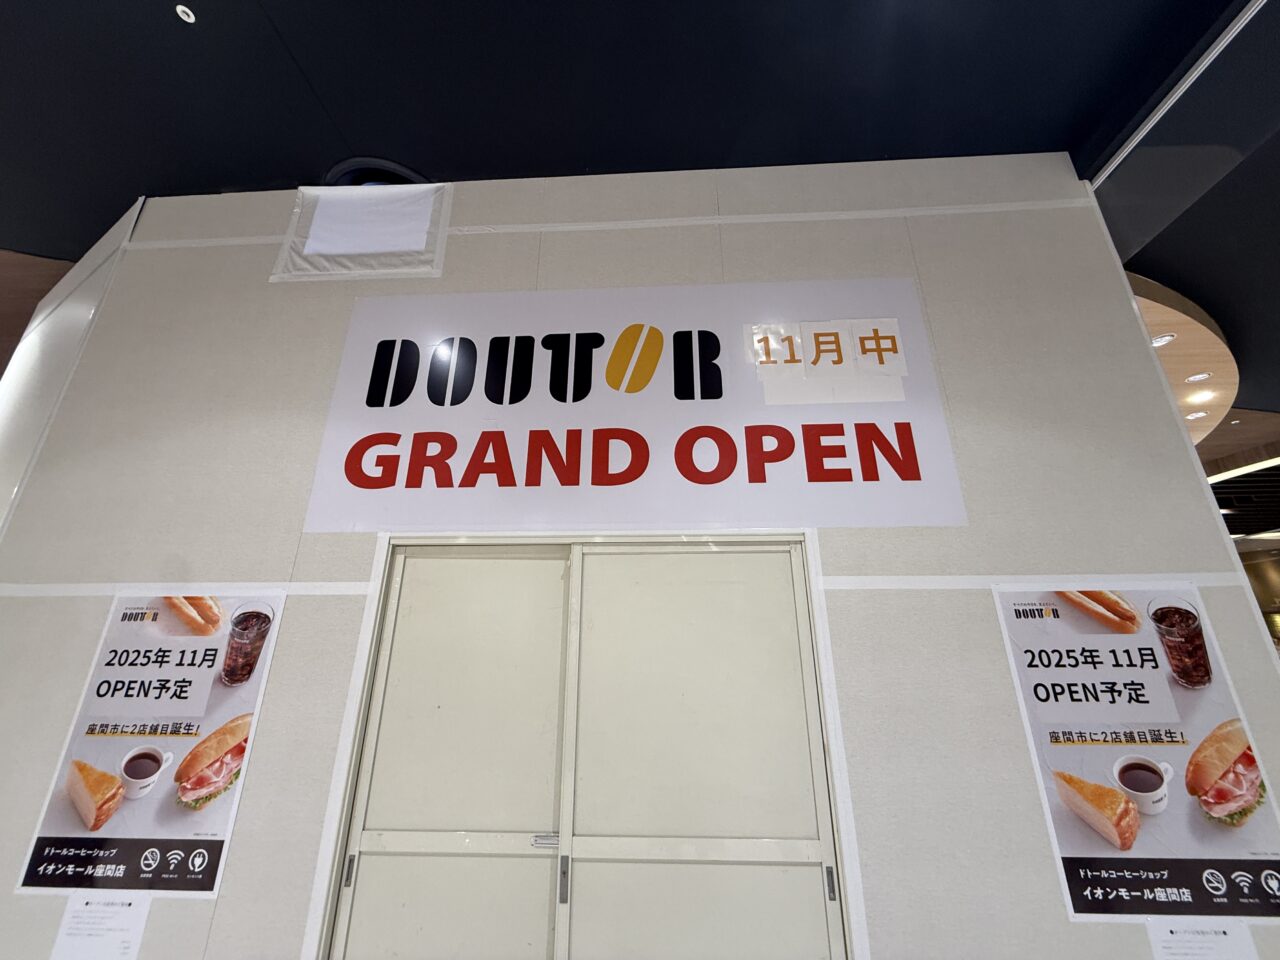 DOUTOR 11月中
GRAND OPEN
DOUTOR
2025年 11月
OPEN予定
座間市に2店舗目誕生!
ドトールコーヒーショップ
イオンモール座間店
DOUTOR
2025年 11月
OPEN予定
座間市に2店舗目誕生!
ドトールコーヒーショップ
イオンモール座間店